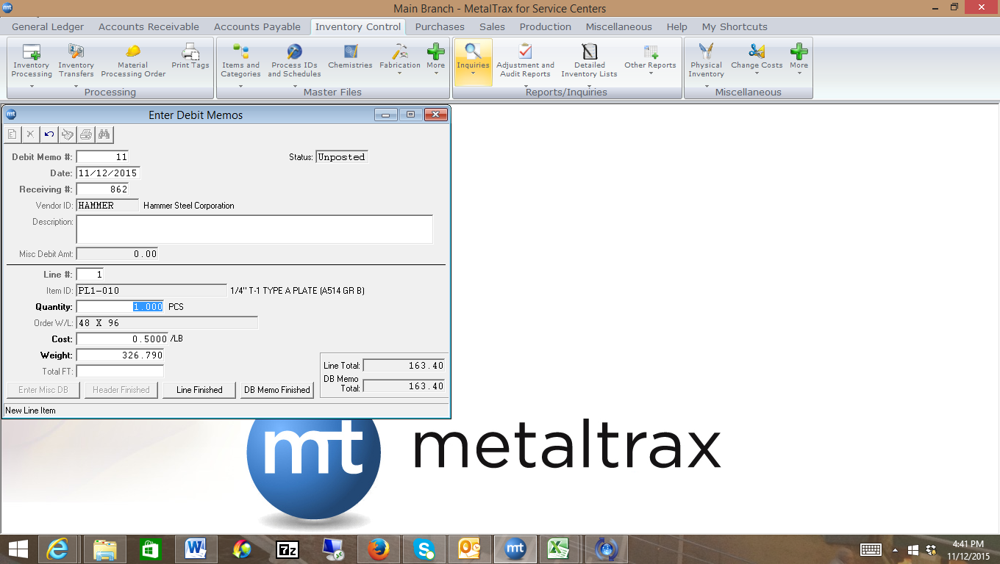 mt Main Branch - MetalTrax for Service Centers
General Ledger Accounts Receivable Accounts Payable Inventory Control Purchases Sales Production Miscellaneous Help My Shortcuts
Inventory Processing Inventory Transfers Material Processing Order Print Tags Items and Categories Process IDs and Schedules Chemistries Fabrication More Inquiries Adjustment and Audit Reports Detailed Inventory Lists Other Reports Physical Inventory Change Costs More
Processing Master Files Reports/Inquiries Miscellaneous
mt Enter Debit Memos
Debit Memo #: 11 Status: Unposted
Date: 11/12/2015
Receiving #: 862
Vendor ID: HAMMER Hammer Steel Corporation
Description:
Misc Debit Amt: 0.00
Line #: 1
Item ID: PL1-010 1/4" T-1 TYPE A PLATE (A514 GR B)
Quantity: 1.000 PCS
Order W/L: 48 X 96
Cost: 0.5000 /LB
Weight: 326.790
Total FT:
Line Total: 163.40
DB Memo Total: 163.40
Enter Misc DB Header Finished Line Finished DB Memo Finished
New Line Item
mt metaltrax
7z mt
4:41 PM
11/12/2015